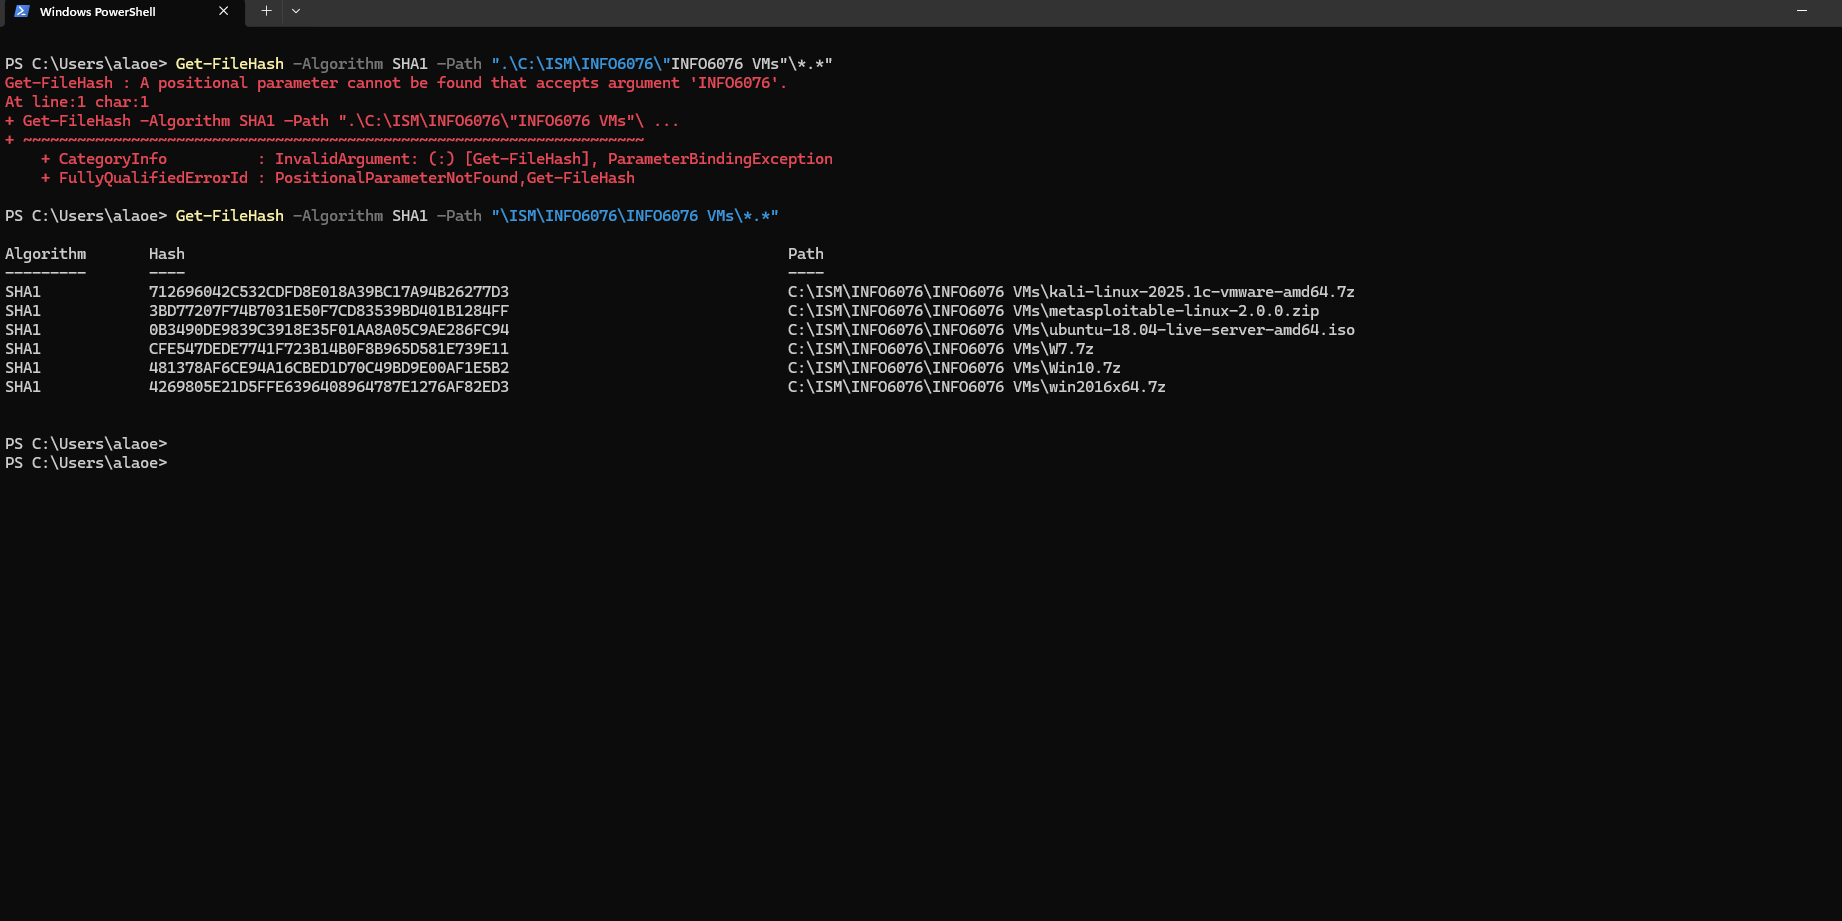 Windows PowerShell
PS C:\Users\alaoe> Get-FileHash -Algorithm SHA1 -Path ".\C:\ISM\INFO6076\"INFO6076 VMs"\*.*"
Get-FileHash : A positional parameter cannot be found that accepts argument 'INFO6076'.
At line:1 char:1
+ Get-FileHash -Algorithm SHA1 -Path ".\C:\ISM\INFO6076\"INFO6076 VMs"\ ...
+ ~~~~~~~~~~~~~~~~~~~~~~~~~~~~~~~~~~~~~~~~~~~~~~~~~~~~~~~~~~~~~~~~~~~~~
    + CategoryInfo          : InvalidArgument: (:) [Get-FileHash], ParameterBindingException
    + FullyQualifiedErrorId : PositionalParameterNotFound,Get-FileHash
PS C:\Users\alaoe> Get-FileHash -Algorithm SHA1 -Path "\ISM\INFO6076\INFO6076 VMs\*.*"
Algorithm       Hash                                                                   Path
---------       ----                                                                   ----
SHA1            712696042C532CDFD8E018A39BC17A94B26277D3                               C:\ISM\INFO6076\INFO6076 VMs\kali-linux-2025.1c-vmware-amd64.7z
SHA1            3BD77207F74B7031E50F7CD83539BD401B1284FF                               C:\ISM\INFO6076\INFO6076 VMs\metasploitable-linux-2.0.0.zip
SHA1            0B3490DE9839C3918E35F01AA8A05C9AE286FC94                               C:\ISM\INFO6076\INFO6076 VMs\ubuntu-18.04-live-server-amd64.iso
SHA1            CFE547DEDE7741F723B14B0F8B965D581E739E11                               C:\ISM\INFO6076\INFO6076 VMs\W7.7z
SHA1            481378AF6CE94A16CBED1D70C49BD9E00AF1E5B2                               C:\ISM\INFO6076\INFO6076 VMs\Win10.7z
SHA1            4269805E21D5FFE6396408964787E1276AF82ED3                               C:\ISM\INFO6076\INFO6076 VMs\win2016x64.7z
PS C:\Users\alaoe>
PS C:\Users\alaoe>